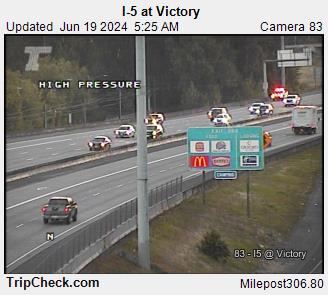 I-5 at Victory
Updated Jun 19 2024 5:25 AM Camera 83
HIGH PRESSURE
N
83 - I5 @ Victory
TripCheck.com Milepost306.80